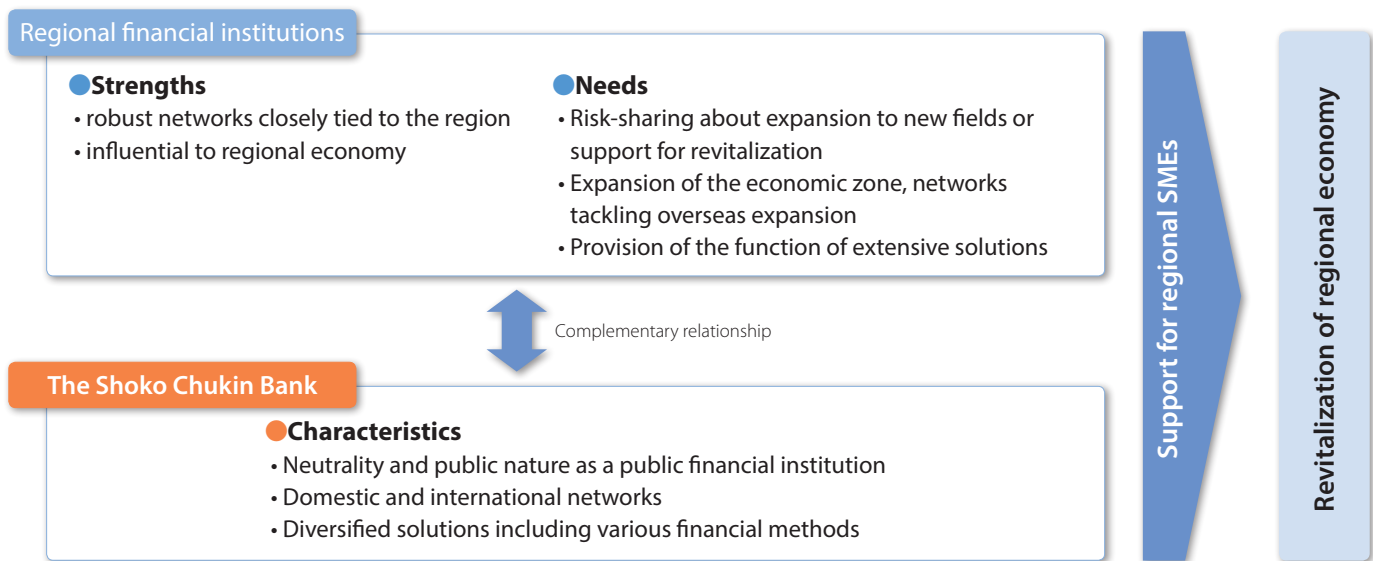 Regional financial institutions
●Strengths
• robust networks closely tied to the region
• influential to regional economy
●Needs
• Risk-sharing about expansion to new fields or
support for revitalization
• Expansion of the economic zone, networks
tackling overseas expansion
• Provision of the function of extensive solutions
Complementary relationship
The Shoko Chukin Bank
●Characteristics
• Neutrality and public nature as a public financial institution
• Domestic and international networks
• Diversified solutions including various financial methods
Support for regional SMEs
Revitalization of regional economy